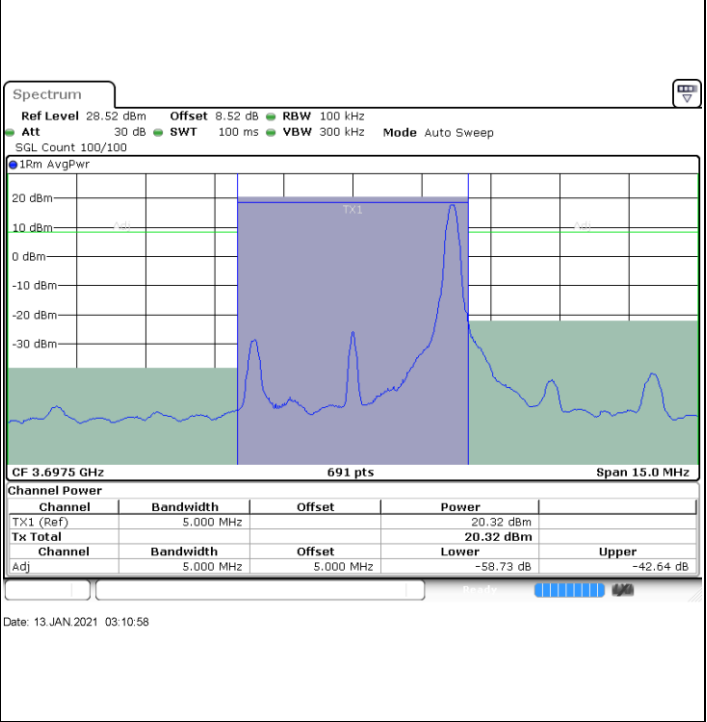 Spectrum
Ref Level 28.52 dBm Offset 8.52 dB RBW 100 kHz
Att 30 dB SWT 100 ms VBW 300 kHz Mode Auto Sweep
SGL Count 100/100
1Rm AvgPwr
20 dBm
TX1
10 dBm Adj Adj
0 dBm
-10 dBm
-20 dBm
-30 dBm
CF 3.6975 GHz 691 pts Span 15.0 MHz
Channel Power
Channel Bandwidth Offset Power
TX1 (Ref) 5.000 MHz 20.32 dBm
Tx Total 20.32 dBm
Channel Bandwidth Offset Lower Upper
Adj 5.000 MHz 5.000 MHz -58.73 dB -42.64 dB
Ready
Date: 13.JAN.2021 03:10:58